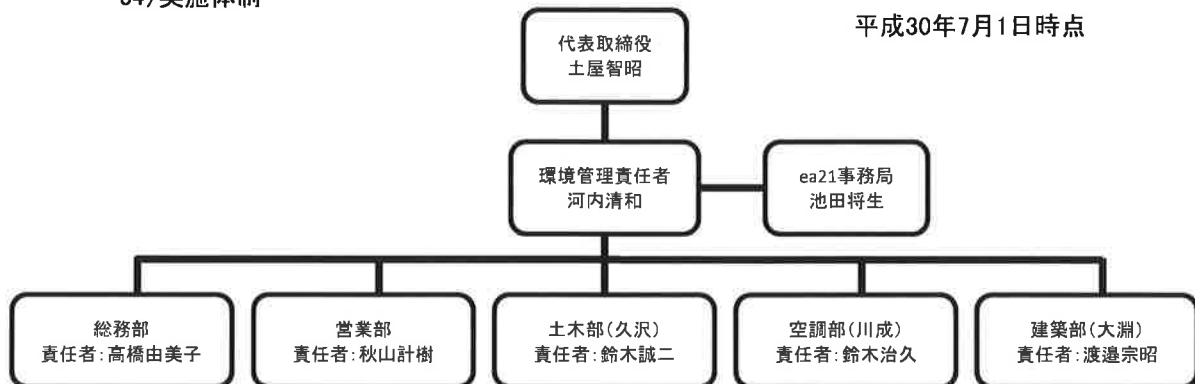 実施体制
平成30年7月1日時点
代表取締役
土屋智昭
環境管理責任者
河内清和
ea21事務局
池田将生
総務部
責任者:高橋由美子
営業部
責任者:秋山計樹
土木部(久沢)
責任者:鈴木誠二
空調部(川成)
責任者:鈴木治久
建築部(大淵)
責任者:渡邉宗昭